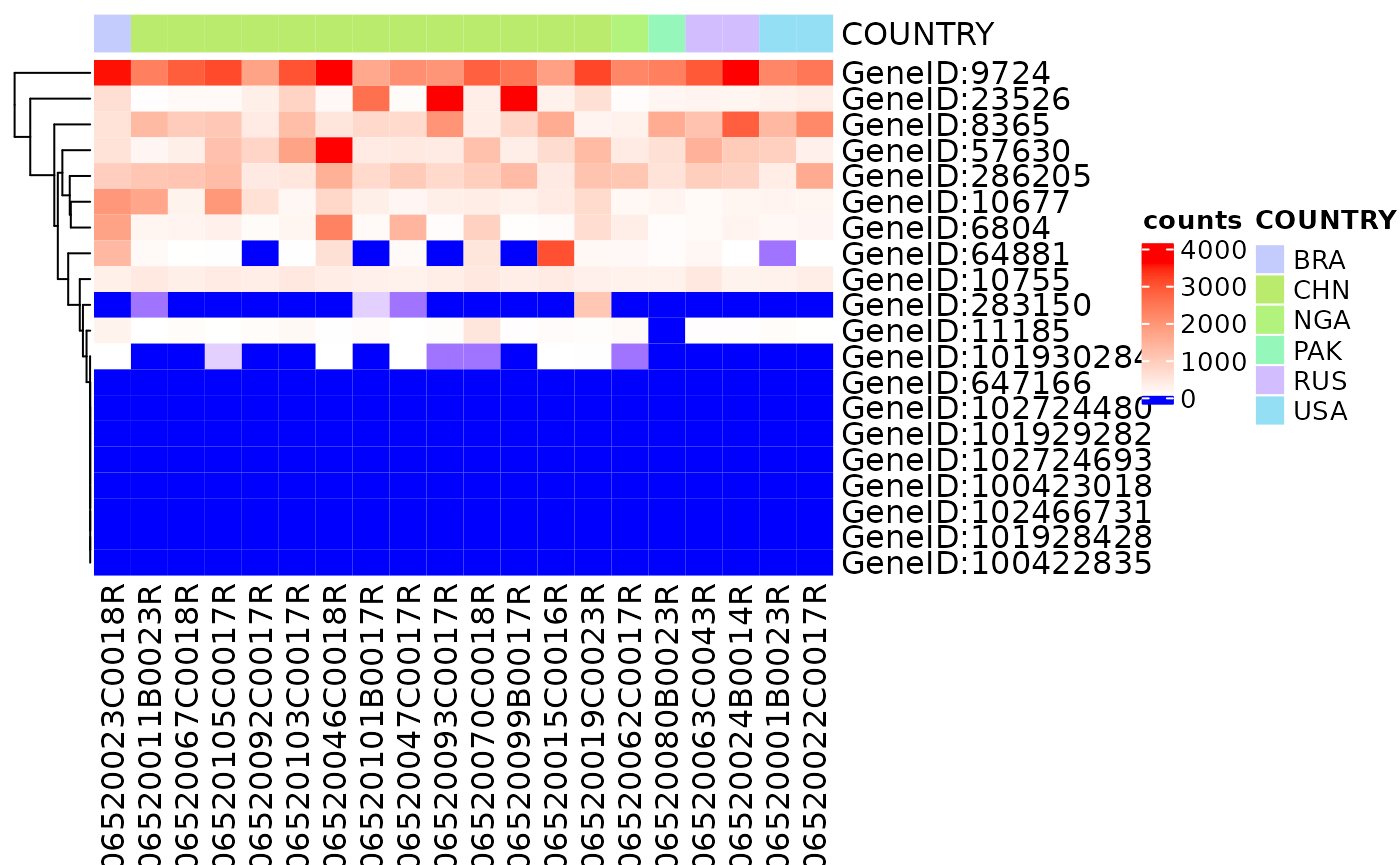 COUNTRY
GeneID:9724
GeneID:23526
GeneID:8365
GeneID:57630
GeneID:286205
GeneID:10677
GeneID:6804
GeneID:64881
GeneID:10755
GeneID:283150
GeneID:11185
GeneID:101930284
GeneID:647166
GeneID:102724480
GeneID:101929282
GeneID:102724693
GeneID:100423018
GeneID:102466731
GeneID:101928428
GeneID:100422835
counts
4000
3000
2000
1000
0
COUNTRY
BRA
CHN
NGA
PAK
RUS
USA
06520023C0018R
06520011B0023R
06520067C0018R
06520105C0017R
06520092C0017R
06520103C0017R
06520046C0018R
06520101B0017R
06520047C0017R
06520093C0017R
06520070C0018R
06520099B0017R
06520015C0016R
06520019C0023R
06520062C0017R
06520080B0023R
06520063C0043R
06520024B0014R
06520001B0023R
06520022C0017R